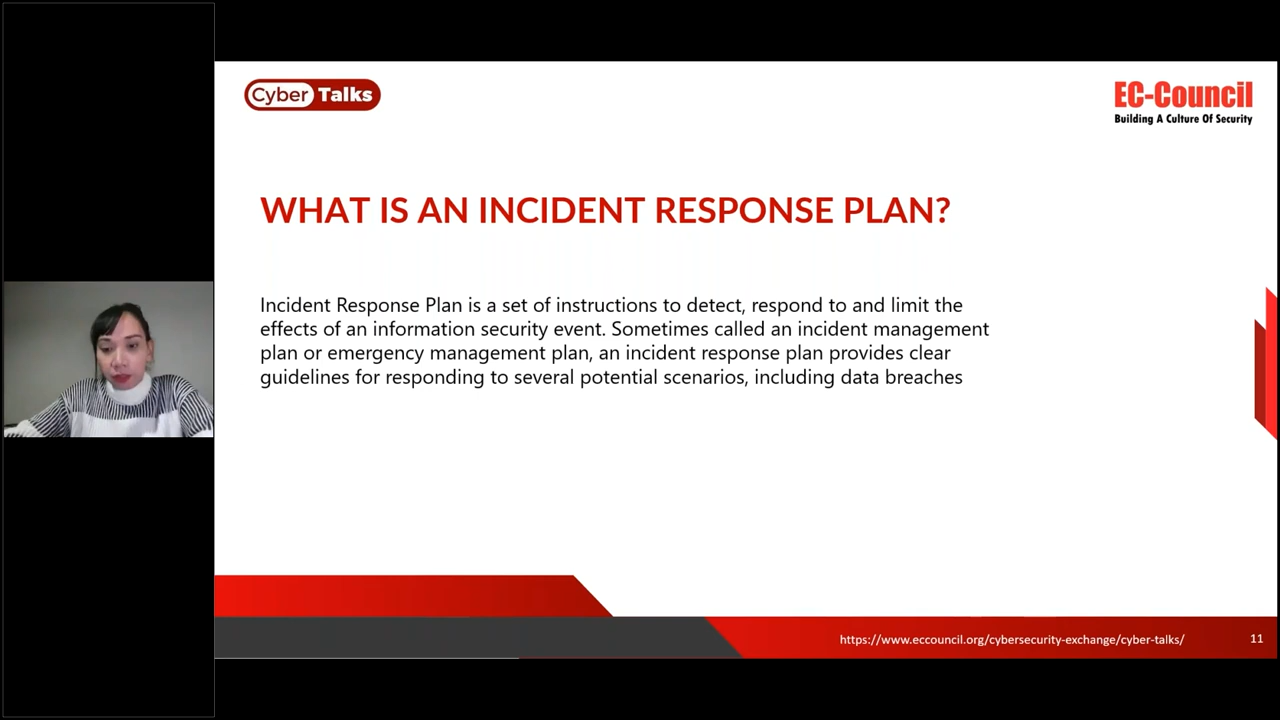 Cyber Talks
EC-Council
Building A Culture Of Security
WHAT IS AN INCIDENT RESPONSE PLAN?
Incident Response Plan is a set of instructions to detect, respond to and limit the
effects of an information security event. Sometimes called an incident management
plan or emergency management plan, an incident response plan provides clear
guidelines for responding to several potential scenarios, including data breaches
https://www.eccouncil.org/cybersecurity-exchange/cyber-talks/
11